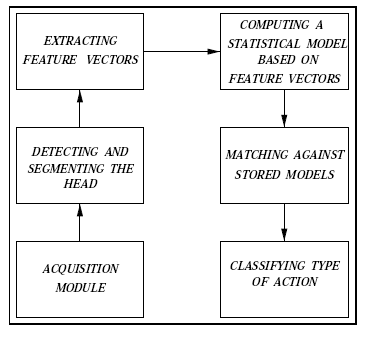 EXTRACTING
FEATURE VECTORS
COMPUTING A
STATISTICAL MODEL
BASED ON
FEATURE VECTORS
DETECTING AND
SEGMENTING THE
HEAD
MATCHING AGAINST
STORED MODELS
ACQUISITION
MODULE
CLASSIFYING TYPE
OF ACTION